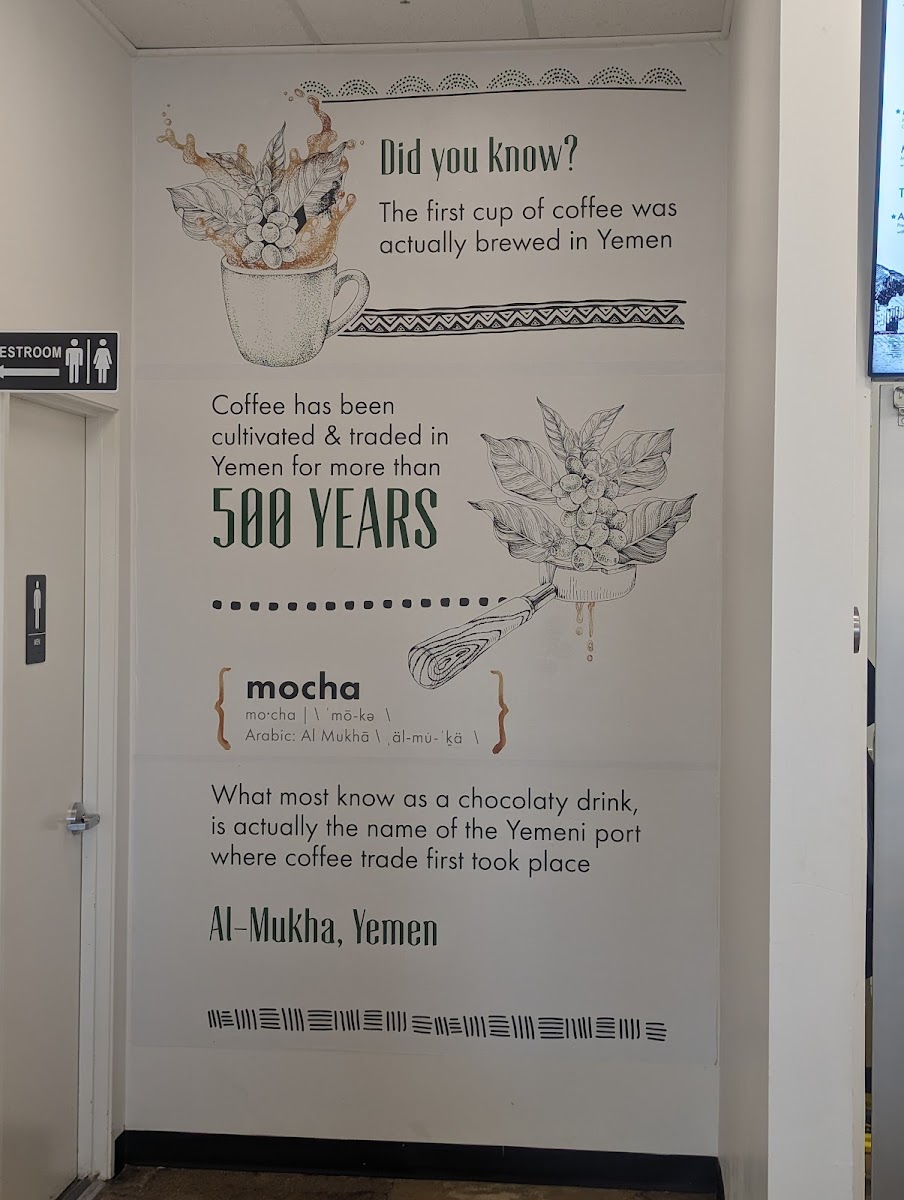 Did you know?
The first cup of coffee was
actually brewed in Yemen
ESTROOM
Coffee has been
cultivated & traded in
Yemen for more than
500 YEARS
MEN
{ mocha }
mo·cha | \ ˈmō-kə \
Arabic: Al Mukhā \ ˌäl-mu̇-ˈḵä \
What most know as a chocolaty drink,
is actually the name of the Yemeni port
where coffee trade first took place
Al-Mukha, Yemen